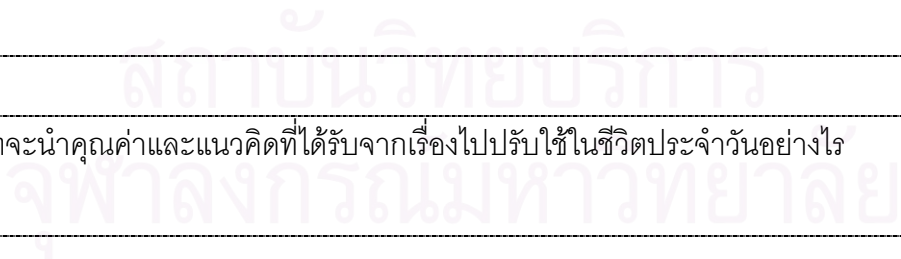 สถาบันวิทยบริการ
จะนำคุณค่าและแนวคิดที่ได้รับจากเรื่องไปปรับใช้ในชีวิตประจำวันอย่างไร
จุฬาลงกรณ์มหาวิทยาลัย